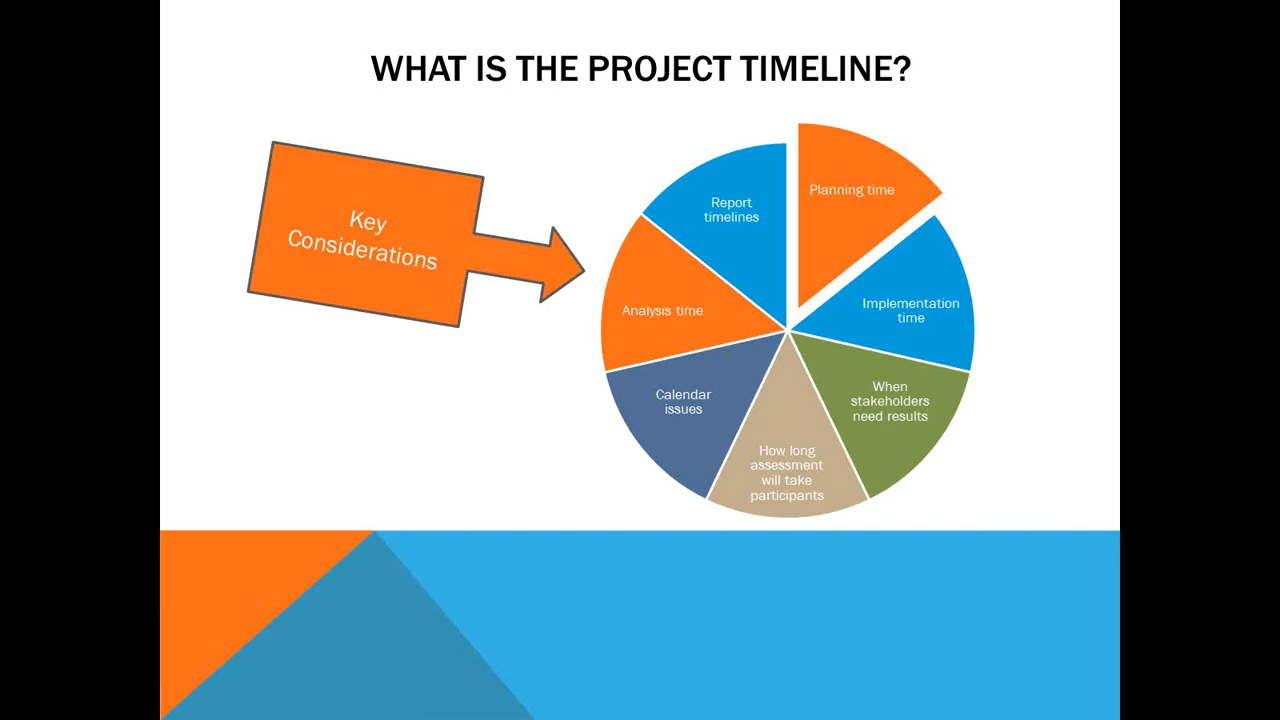 WHAT IS THE PROJECT TIMELINE?
Key
Considerations
Planning time
Implementation
time
When
stakeholders
need results
How long
assessment
will take
participants
Calendar
issues
Analysis time
Report
timelines